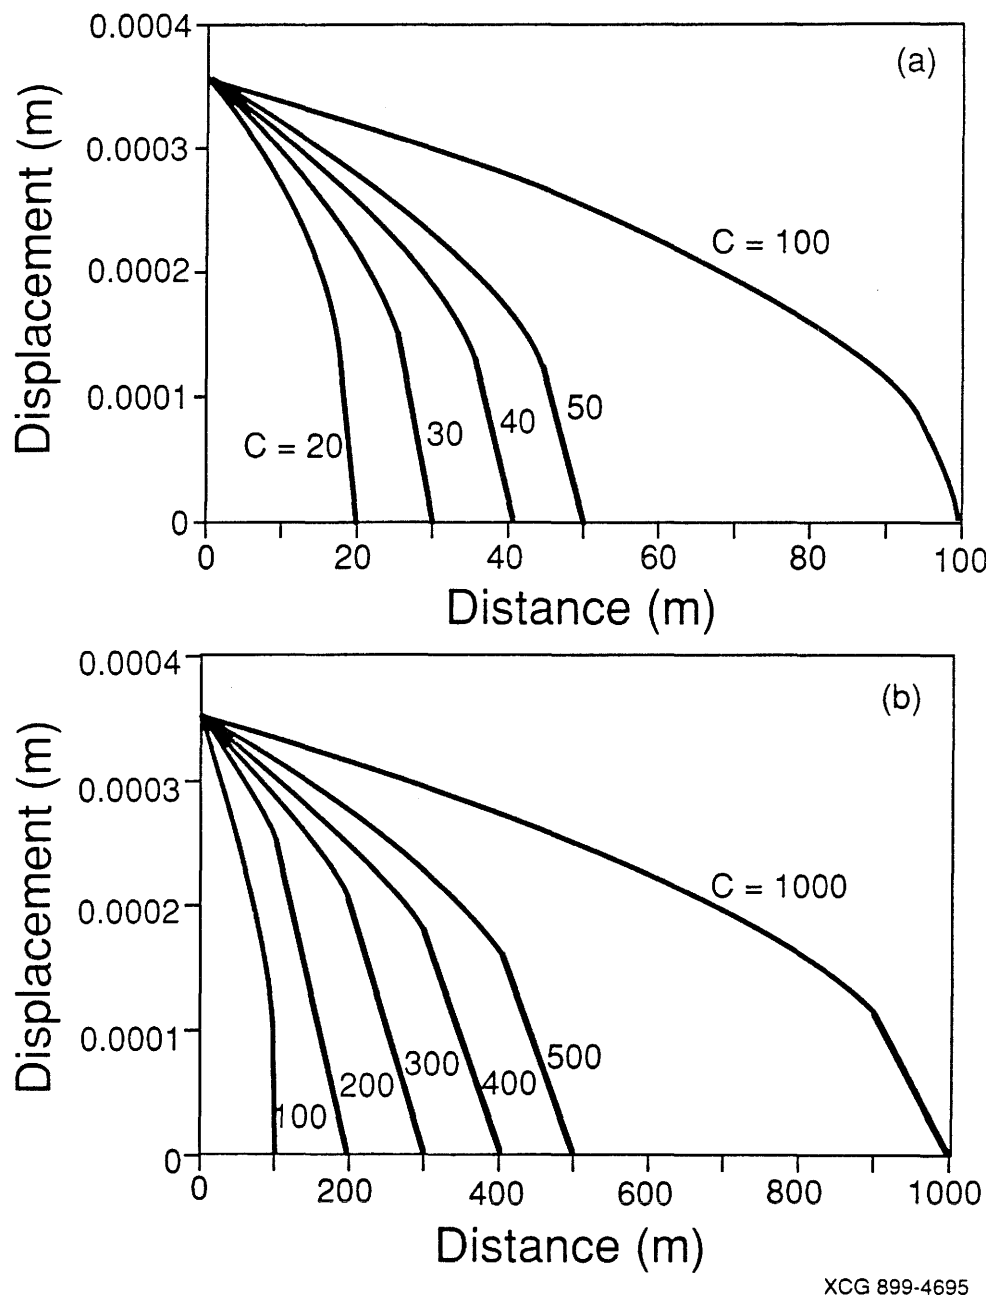 0.0004
(a)
0.0003
C = 100
0.0002
0.0001
C = 20
30
40
50
0
0 20 40 60 80 100
Displacement (m)
Distance (m)
0.0004
(b)
0.0003
C = 1000
0.0002
0.0001
100
200
300
400
500
0
0 200 400 600 800 1000
Displacement (m)
Distance (m)
XCG 899-4695